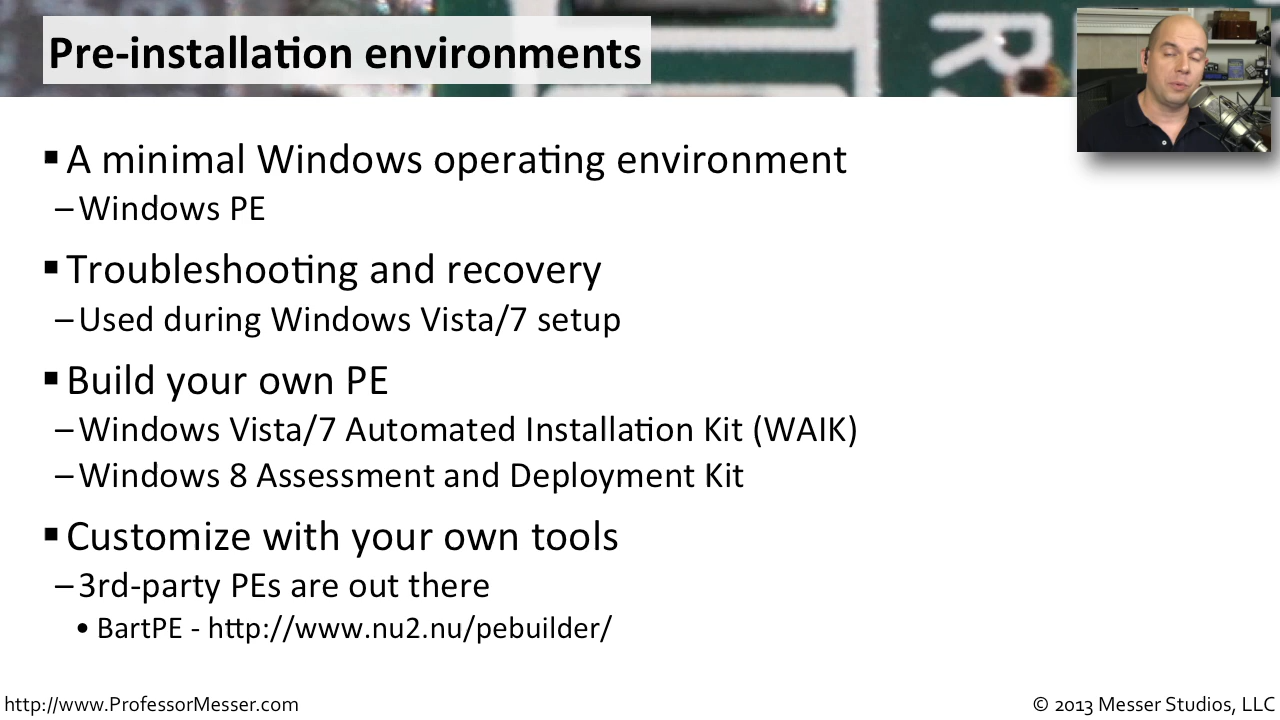 Pre-installation environments
▪ A minimal Windows operating environment
– Windows PE
▪ Troubleshooting and recovery
– Used during Windows Vista/7 setup
▪ Build your own PE
– Windows Vista/7 Automated Installation Kit (WAIK)
– Windows 8 Assessment and Deployment Kit
▪ Customize with your own tools
– 3rd-party PEs are out there
• BartPE - http://www.nu2.nu/pebuilder/
http://www.ProfessorMesser.com
© 2013 Messer Studios, LLC